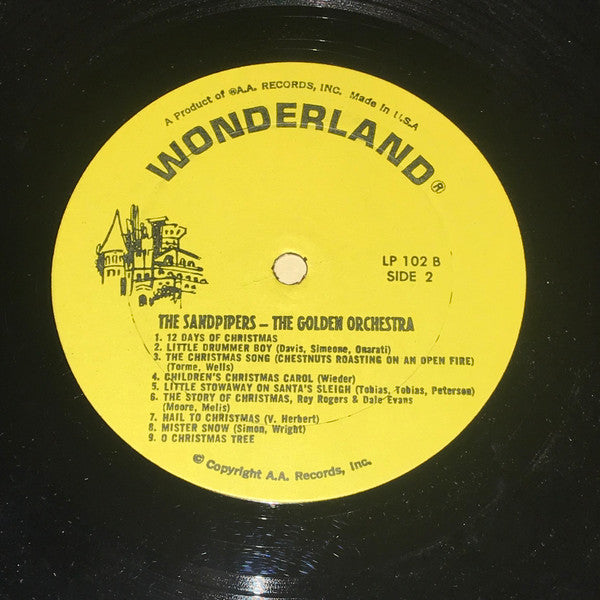 A Product of ®A.A. RECORDS, INC. Made in U.S.A
WONDERLAND®
LP 102 B
SIDE 2
THE SANDPIPERS – THE GOLDEN ORCHESTRA
1. 12 DAYS OF CHRISTMAS
2. LITTLE DRUMMER BOY (Davis, Simeone, Onarati)
3. THE CHRISTMAS SONG (CHESTNUTS ROASTING ON AN OPEN FIRE)
(Torme, Wells)
4. CHILDREN'S CHRISTMAS CAROL (Wieder)
5. LITTLE STOWAWAY ON SANTA'S SLEIGH (Tobias, Tobias, Peterson)
6. THE STORY OF CHRISTMAS, Roy Rogers & Dale Evans
(Moore, Melis)
7. HAIL TO CHRISTMAS (V. Herbert)
8. MISTER SNOW (Simon, Wright)
9. O CHRISTMAS TREE
© Copyright A.A. Records, Inc.